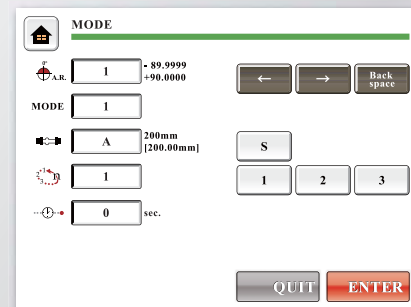 MODE
0°
A.R.
1
- 89.9999
+90.0000
← → Back space
MODE
1
A
200mm
[200.00mm]
S
1
1 2 3
0
sec.
QUIT ENTER